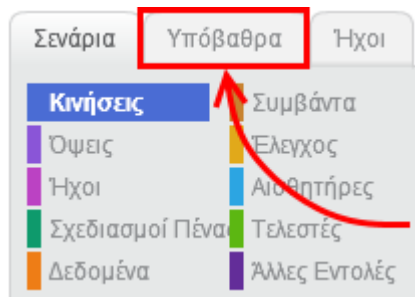 Σενάρια Υπόβαθρα Ήχοι
Κινήσεις Συμβάντα
Όψεις Έλεγχος
Ήχοι Αισθητήρες
Σχεδιασμοί Πένας Τελεστές
Δεδομένα Άλλες Εντολές